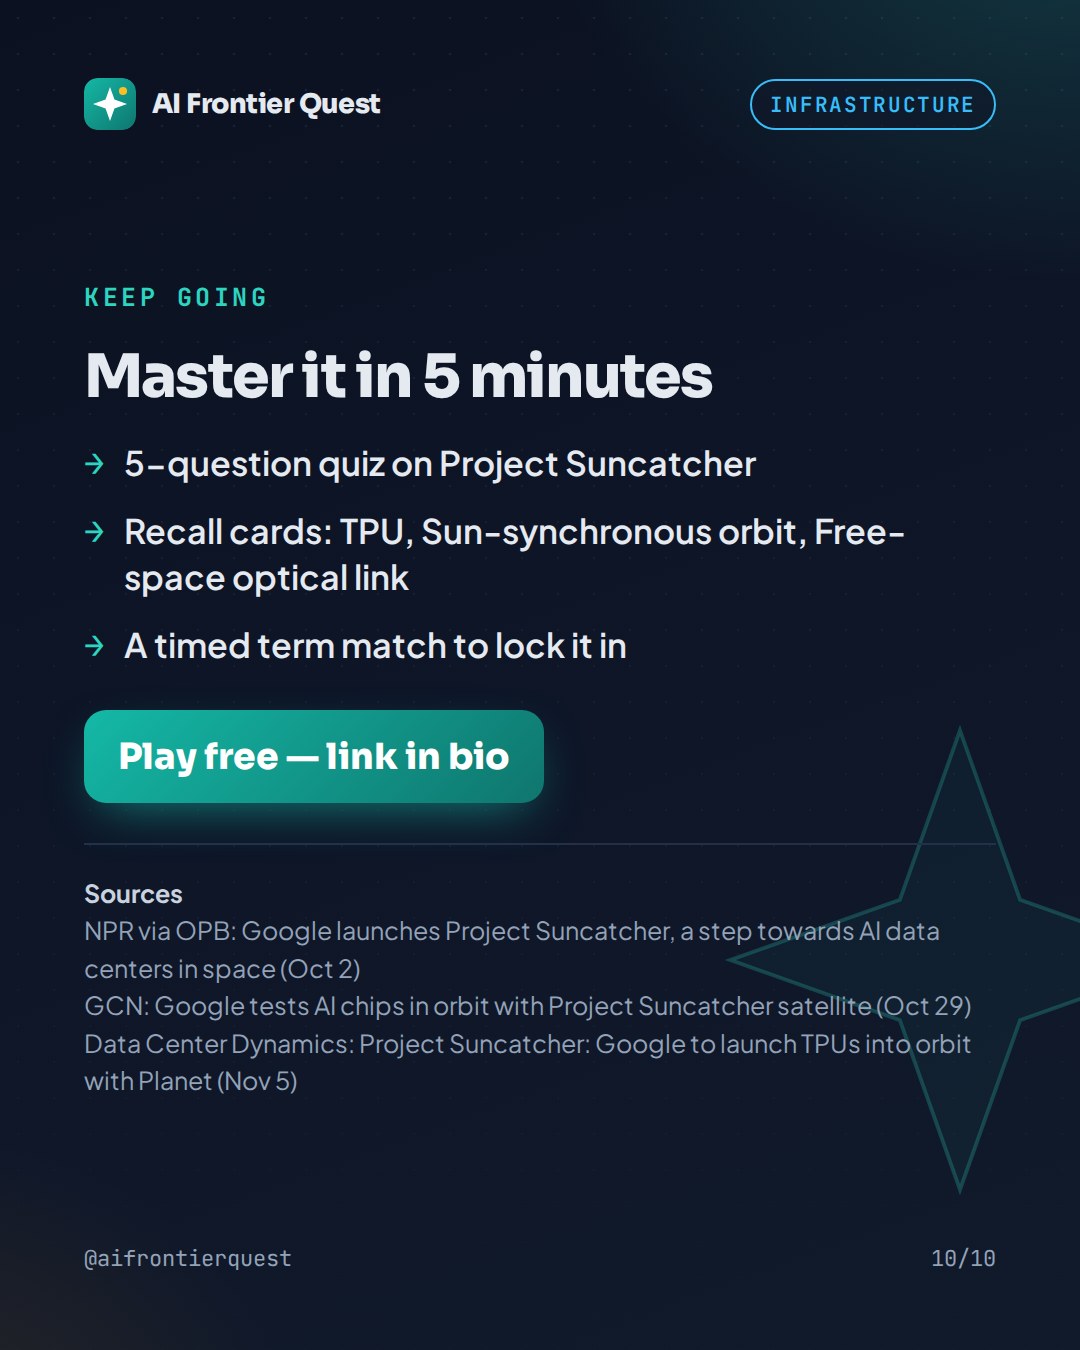 AI Frontier Quest
INFRASTRUCTURE
KEEP GOING
Master it in 5 minutes
→ 5-question quiz on Project Suncatcher
→ Recall cards: TPU, Sun-synchronous orbit, Free-
space optical link
→ A timed term match to lock it in
Play free — link in bio
Sources
NPR via OPB: Google launches Project Suncatcher, a step towards AI data
centers in space (Oct 2)
GCN: Google tests AI chips in orbit with Project Suncatcher satellite (Oct 29)
Data Center Dynamics: Project Suncatcher: Google to launch TPUs into orbit
with Planet (Nov 5)
@aifrontierquest
10/10